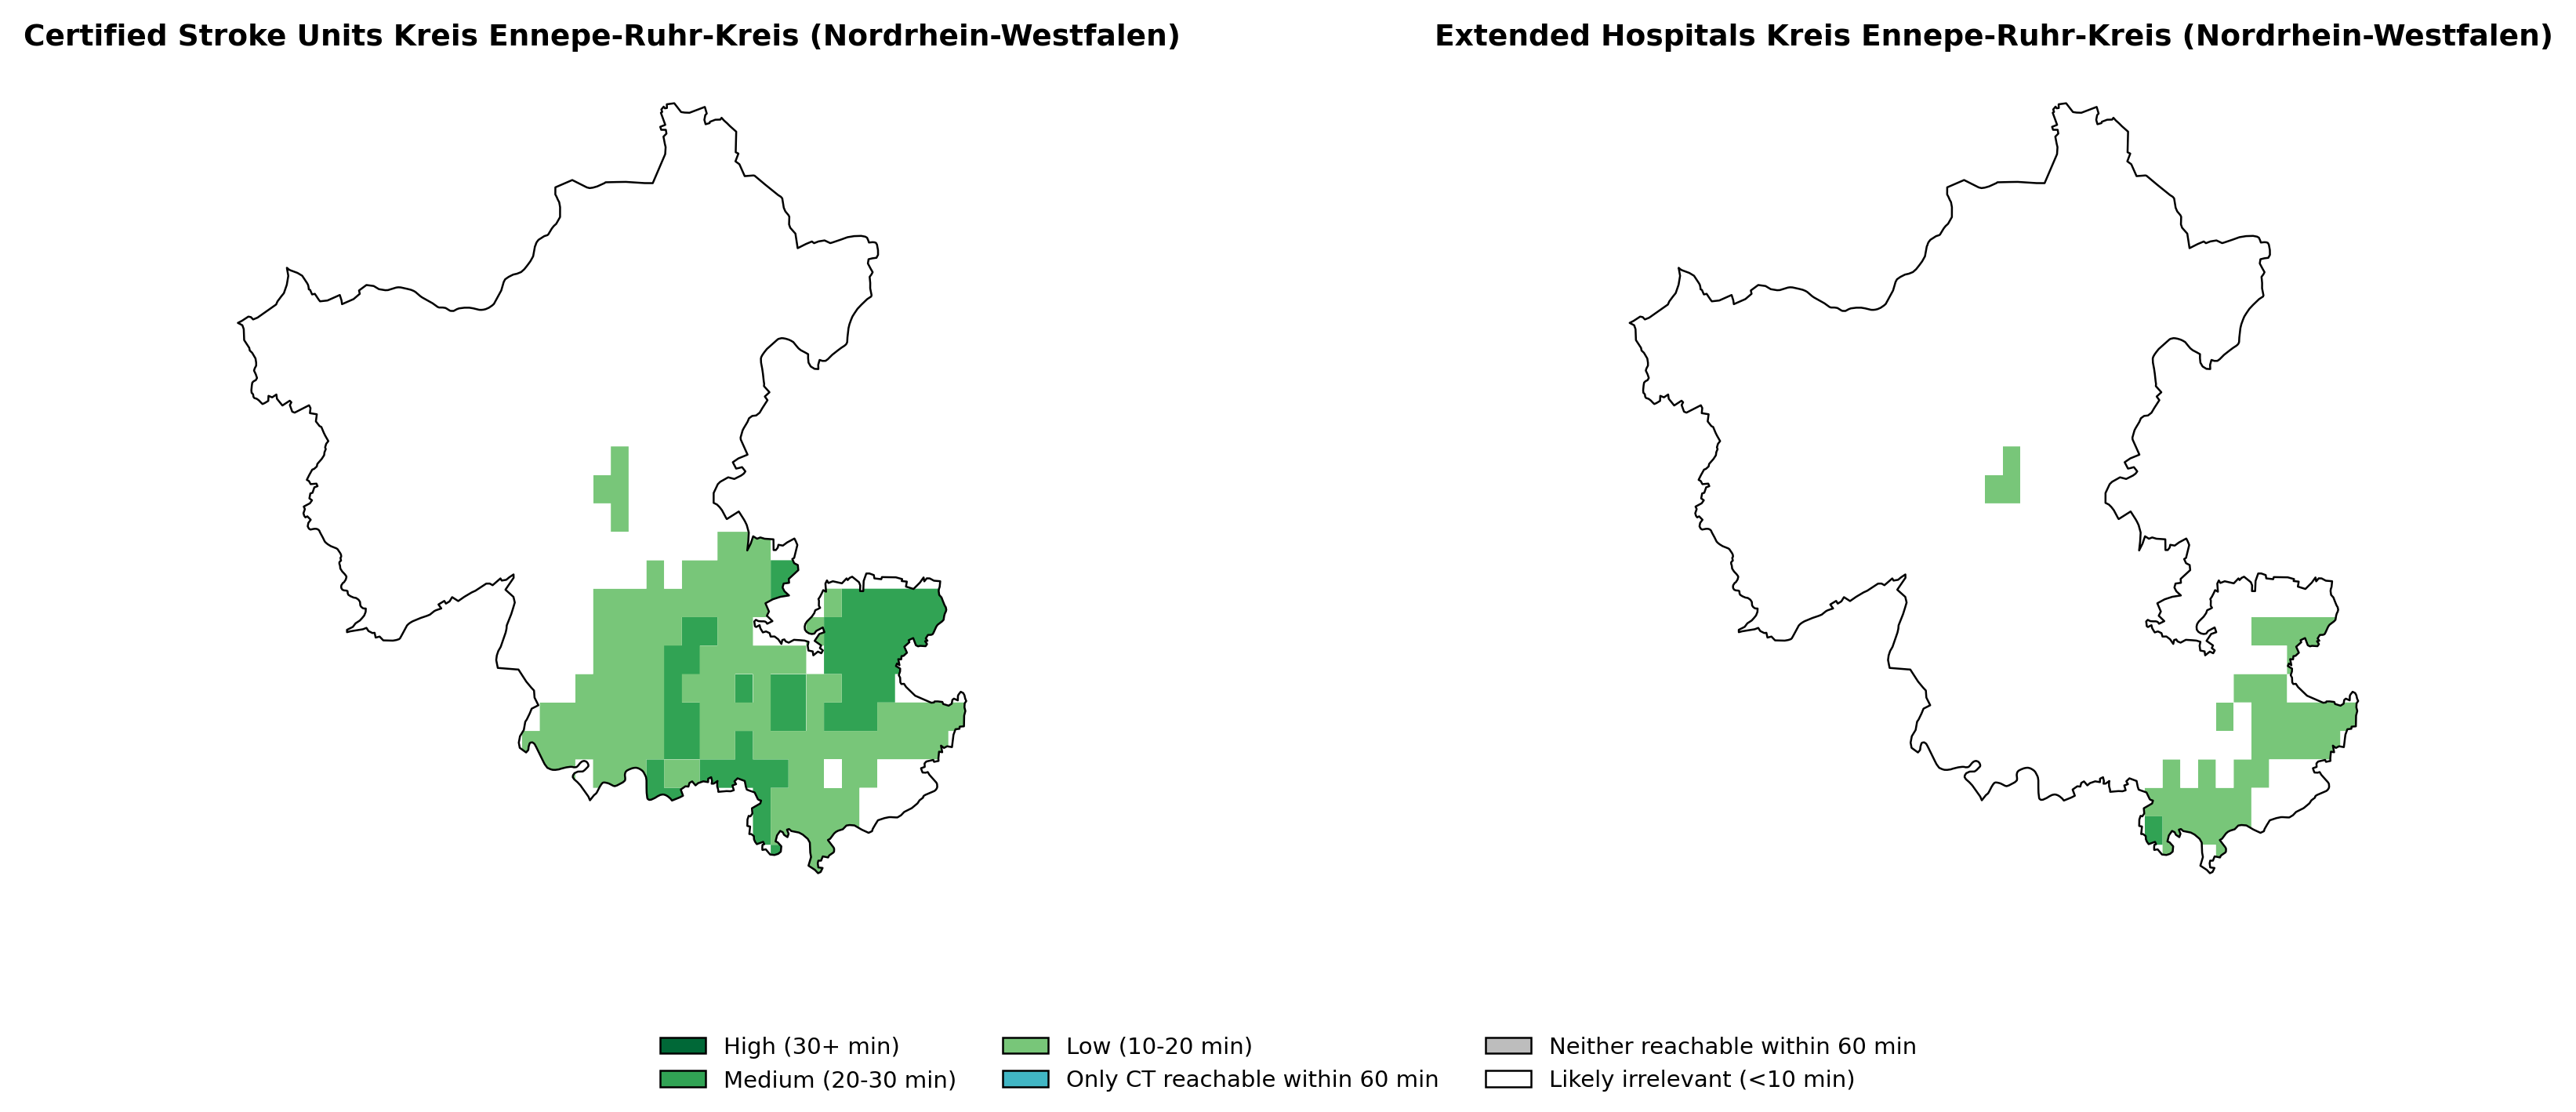 Certified Stroke Units Kreis Ennepe-Ruhr-Kreis (Nordrhein-Westfalen)
Extended Hospitals Kreis Ennepe-Ruhr-Kreis (Nordrhein-Westfalen)
High (30+ min)
Medium (20-30 min)
Low (10-20 min)
Only CT reachable within 60 min
Neither reachable within 60 min
Likely irrelevant (<10 min)